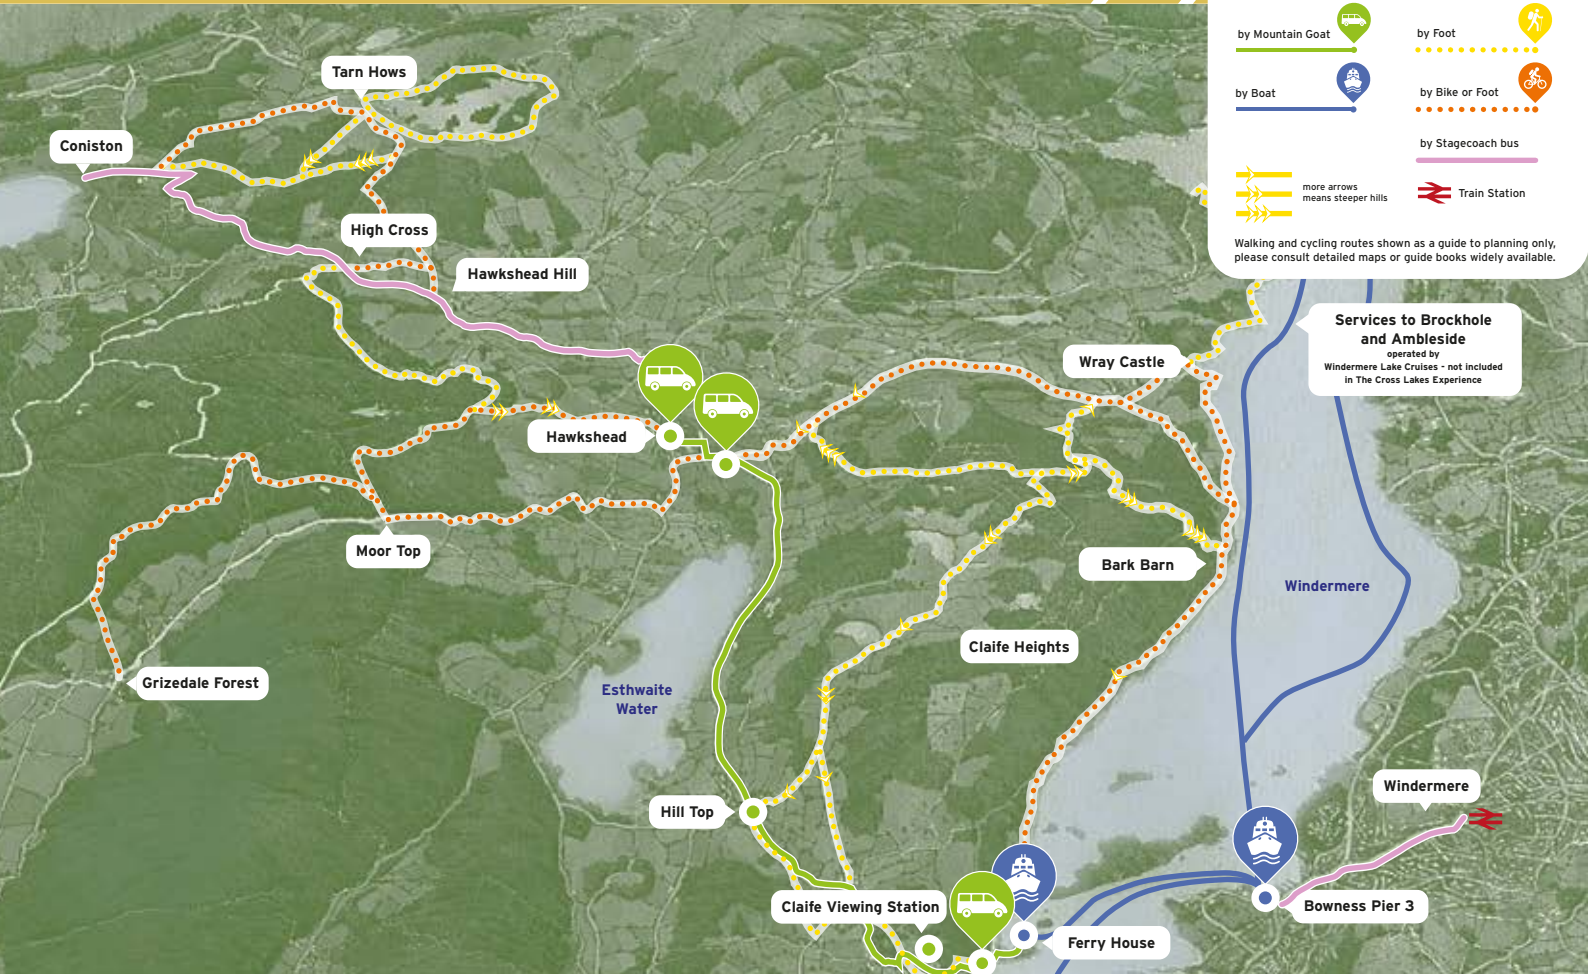 by Mountain Goat
by Foot
by Boat
by Bike or Foot
by Stagecoach bus
more arrows
means steeper hills
Train Station
Walking and cycling routes shown as a guide to planning only,
please consult detailed maps or guide books widely available.
Tarn Hows
Coniston
High Cross
Hawkshead Hill
Services to Brockhole
and Ambleside
operated by
Windermere Lake Cruises - not included
in The Cross Lakes Experience
Wray Castle
Hawkshead
Moor Top
Bark Barn
Windermere
Claife Heights
Grizedale Forest
Esthwaite
Water
Windermere
Hill Top
Claife Viewing Station
Bowness Pier 3
Ferry House